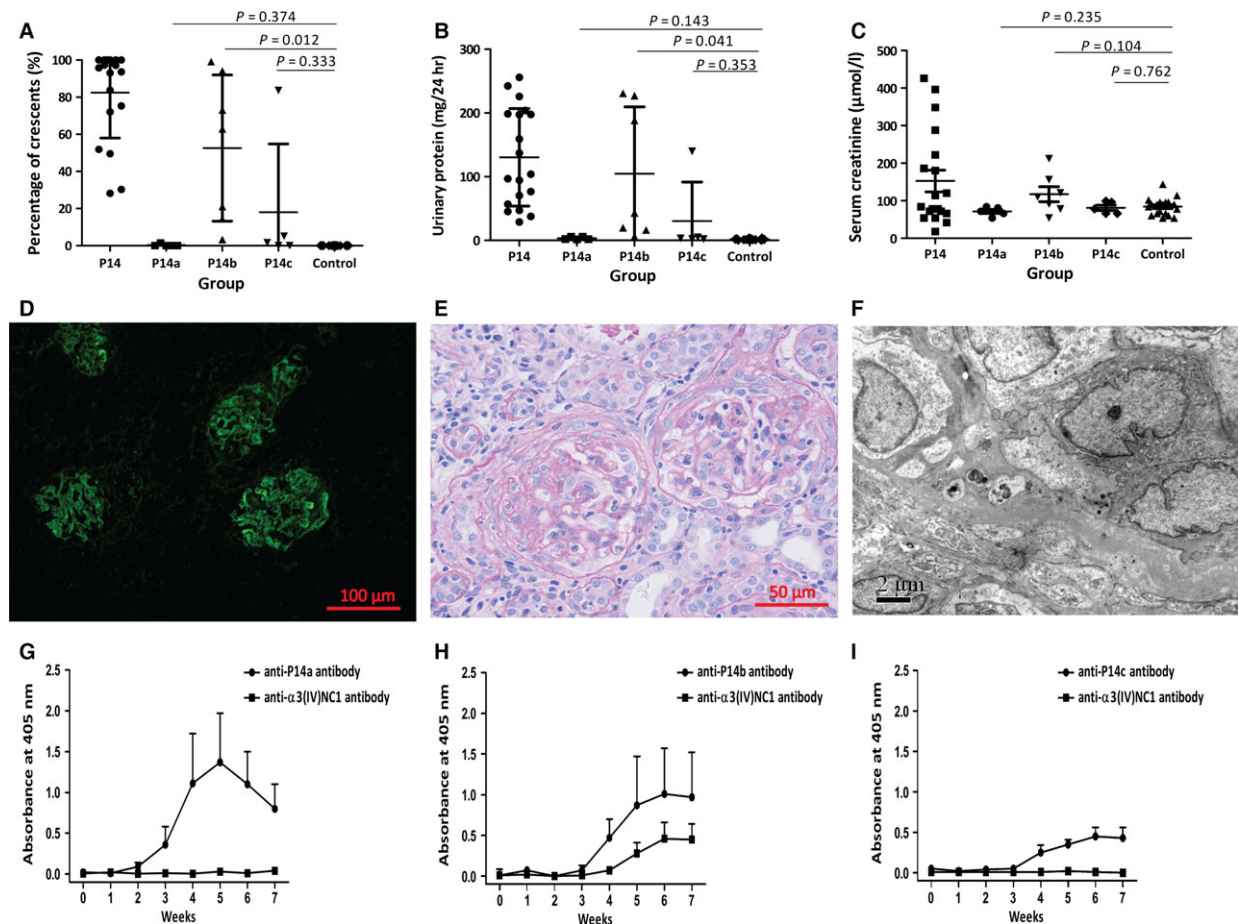 A
P = 0.374
P = 0.012
P = 0.333
Percentage of crescents (%)
100
80
60
40
20
0
P14 P14a P14b P14c Control
Group
B
P = 0.143
P = 0.041
P = 0.353
Urinary protein (mg/24 hr)
300
200
100
0
P14 P14a P14b P14c Control
Group
C
P = 0.235
P = 0.104
P = 0.762
Serum creatinine (µmol/l)
500
400
300
200
100
0
P14 P14a P14b P14c Control
Group
D
100 µm
E
50 µm
F
2 µm
G
anti-P14a antibody
anti-α3(IV)NC1 antibody
Absorbance at 405 nm
2.5
2.0
1.5
1.0
0.5
0.0
0 1 2 3 4 5 6 7
Weeks
H
anti-P14b antibody
anti-α3(IV)NC1 antibody
Absorbance at 405 nm
2.5
2.0
1.5
1.0
0.5
0.0
0 1 2 3 4 5 6 7
Weeks
I
anti-P14c antibody
anti-α3(IV)NC1 antibody
Absorbance at 405 nm
2.5
2.0
1.5
1.0
0.5
0.0
0 1 2 3 4 5 6 7
Weeks